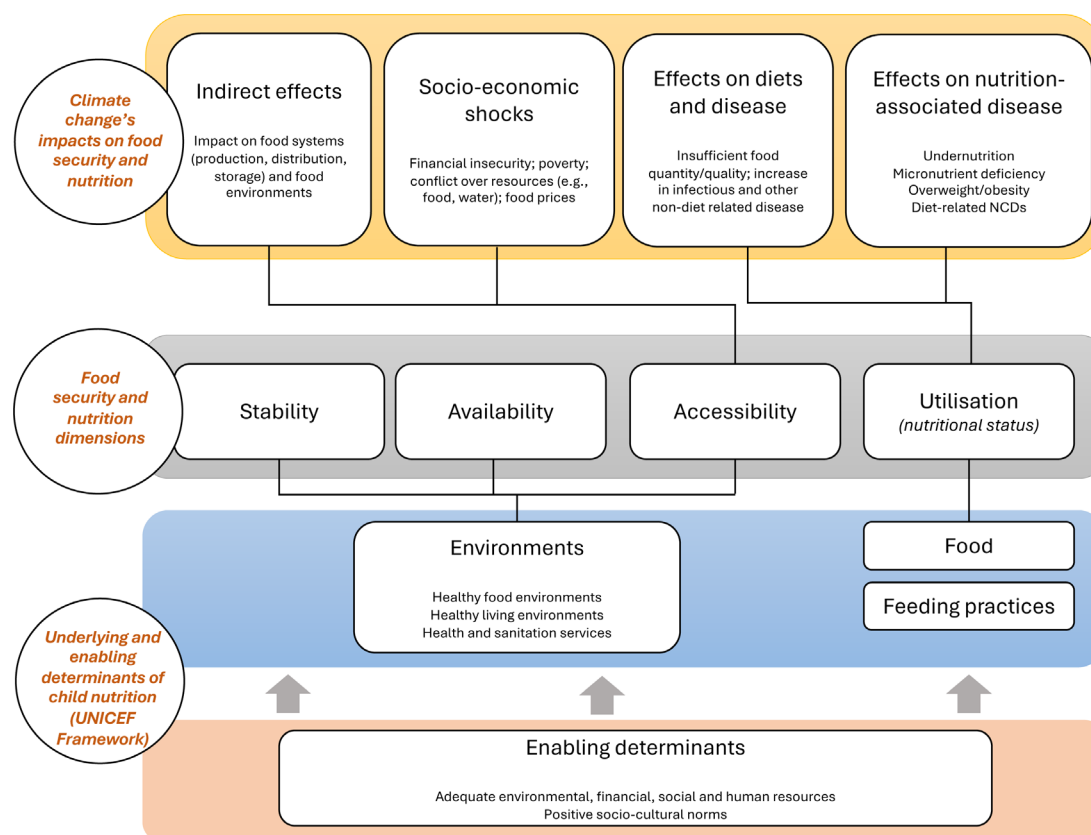 Climate
change's
impacts on food
security and
nutrition
Indirect effects
Impact on food systems
(production, distribution,
storage) and food
environments
Socio-economic
shocks
Financial insecurity; poverty;
conflict over resources (e.g.,
food, water); food prices
Effects on diets
and disease
Insufficient food
quantity/quality; increase
in infectious and other
non-diet related disease
Effects on nutrition-
associated disease
Undernutrition
Micronutrient deficiency
Overweight/obesity
Diet-related NCDs
Food
security and
nutrition
dimensions
Stability
Availability
Accessibility
Utilisation
(nutritional status)
Underlying and
enabling
determinants of
child nutrition
(UNICEF
Framework)
Environments
Healthy food environments
Healthy living environments
Health and sanitation services
Food
Feeding practices
Enabling determinants
Adequate environmental, financial, social and human resources
Positive socio-cultural norms